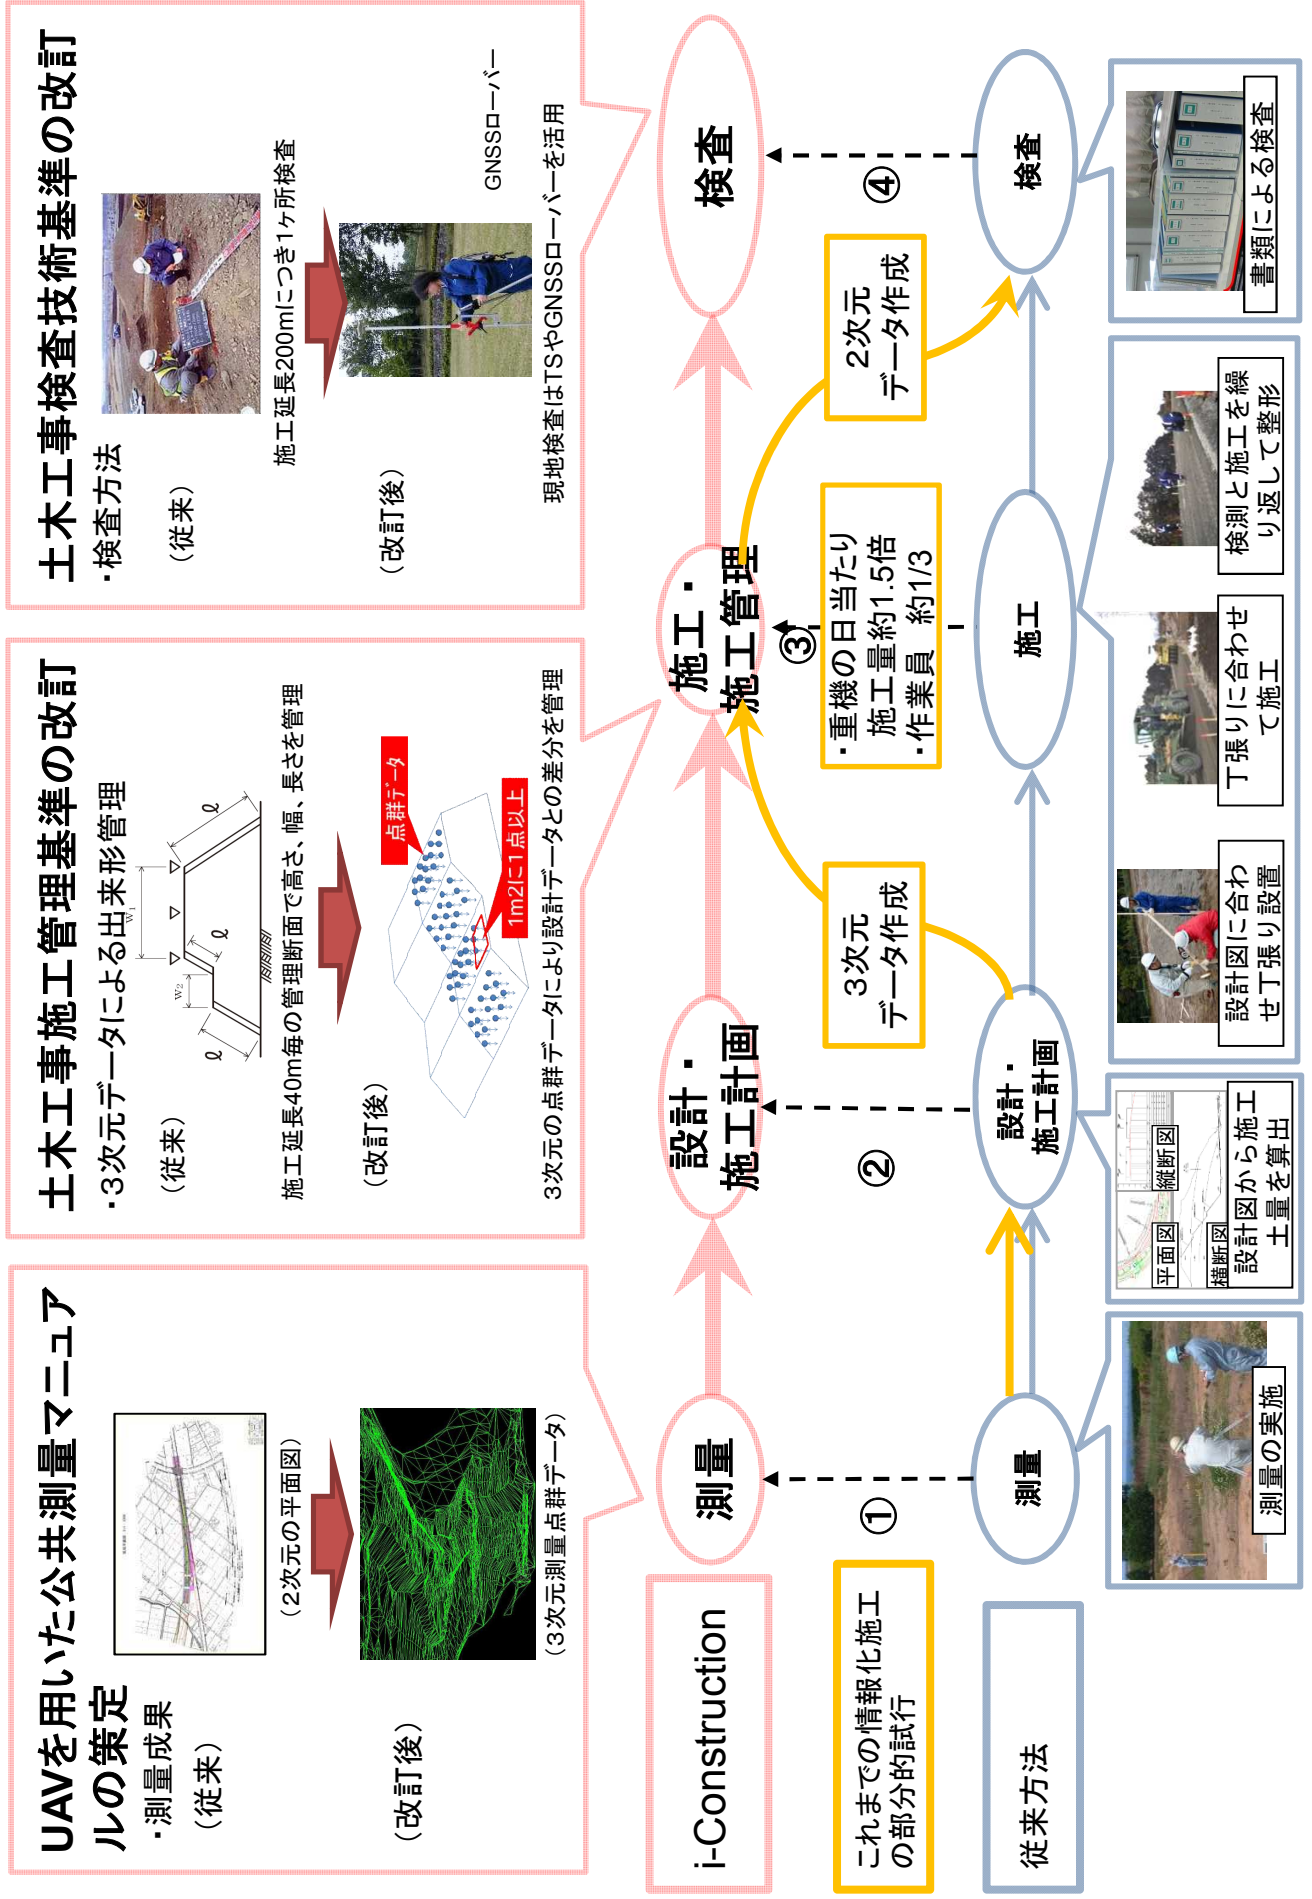 UAVを用いた公共測量マニュア
ルの策定
・測量成果
（従来）
（2次元の平面図）
（改訂後）
（3次元測量点群データ）
土木工事施工管理基準の改訂
・3次元データによる出来形管理
（従来）
W1
W2
ℓ
ℓ
ℓ
施工延長40m毎の管理断面で高さ、幅、長さを管理
（改訂後）
点群データ
1m2に1点以上
3次元の点群データにより設計データとの差分を管理
土木工事検査技術基準の改訂
・検査方法
（従来）
施工延長200mにつき1ヶ所検査
（改訂後）
GNSSローバー
現地検査はTSやGNSSローバーを活用
i-Construction
測量
設計・
施工計画
施工・
施工管理
検査
これまでの情報化施工
の部分的試行
①
②
3次元
データ作成
③
・重機の日当たり
施工量約1.5倍
・作業員　約1/3
2次元
データ作成
④
従来方法
測量
設計・
施工計画
施工
検査
測量の実施
平面図
縦断図
横断図
設計図から施工
土量を算出
設計図に合わ
せ丁張り設置
丁張りに合わせ
て施工
検測と施工を繰
り返して整形
書類による検査